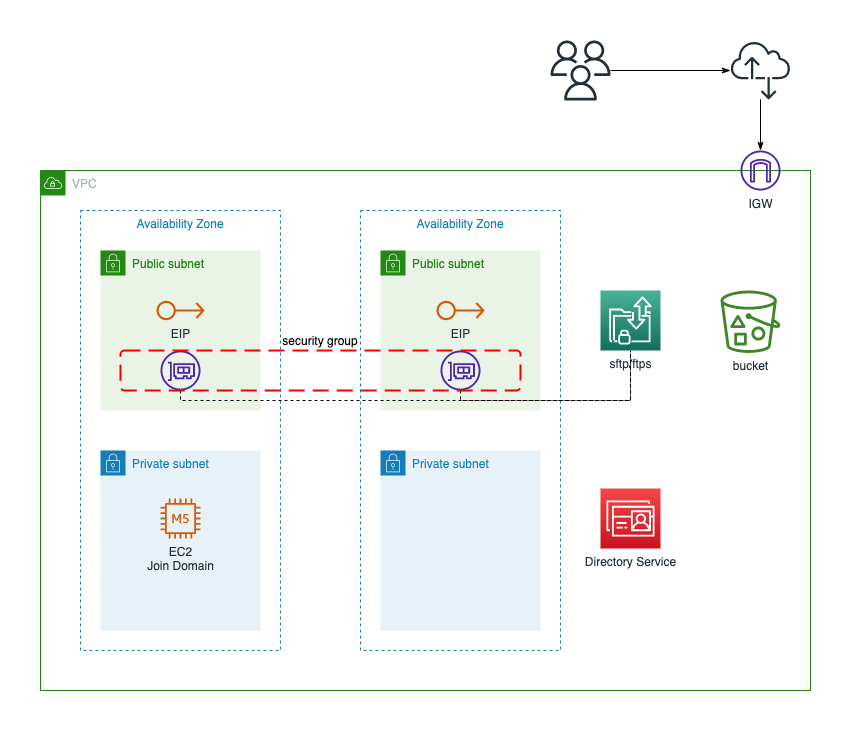 IGW
VPC
Availability Zone
Availability Zone
Public subnet
Public subnet
EIP
EIP
security group
sftp/ftps
bucket
Private subnet
Private subnet
M5
EC2
Join Domain
Directory Service